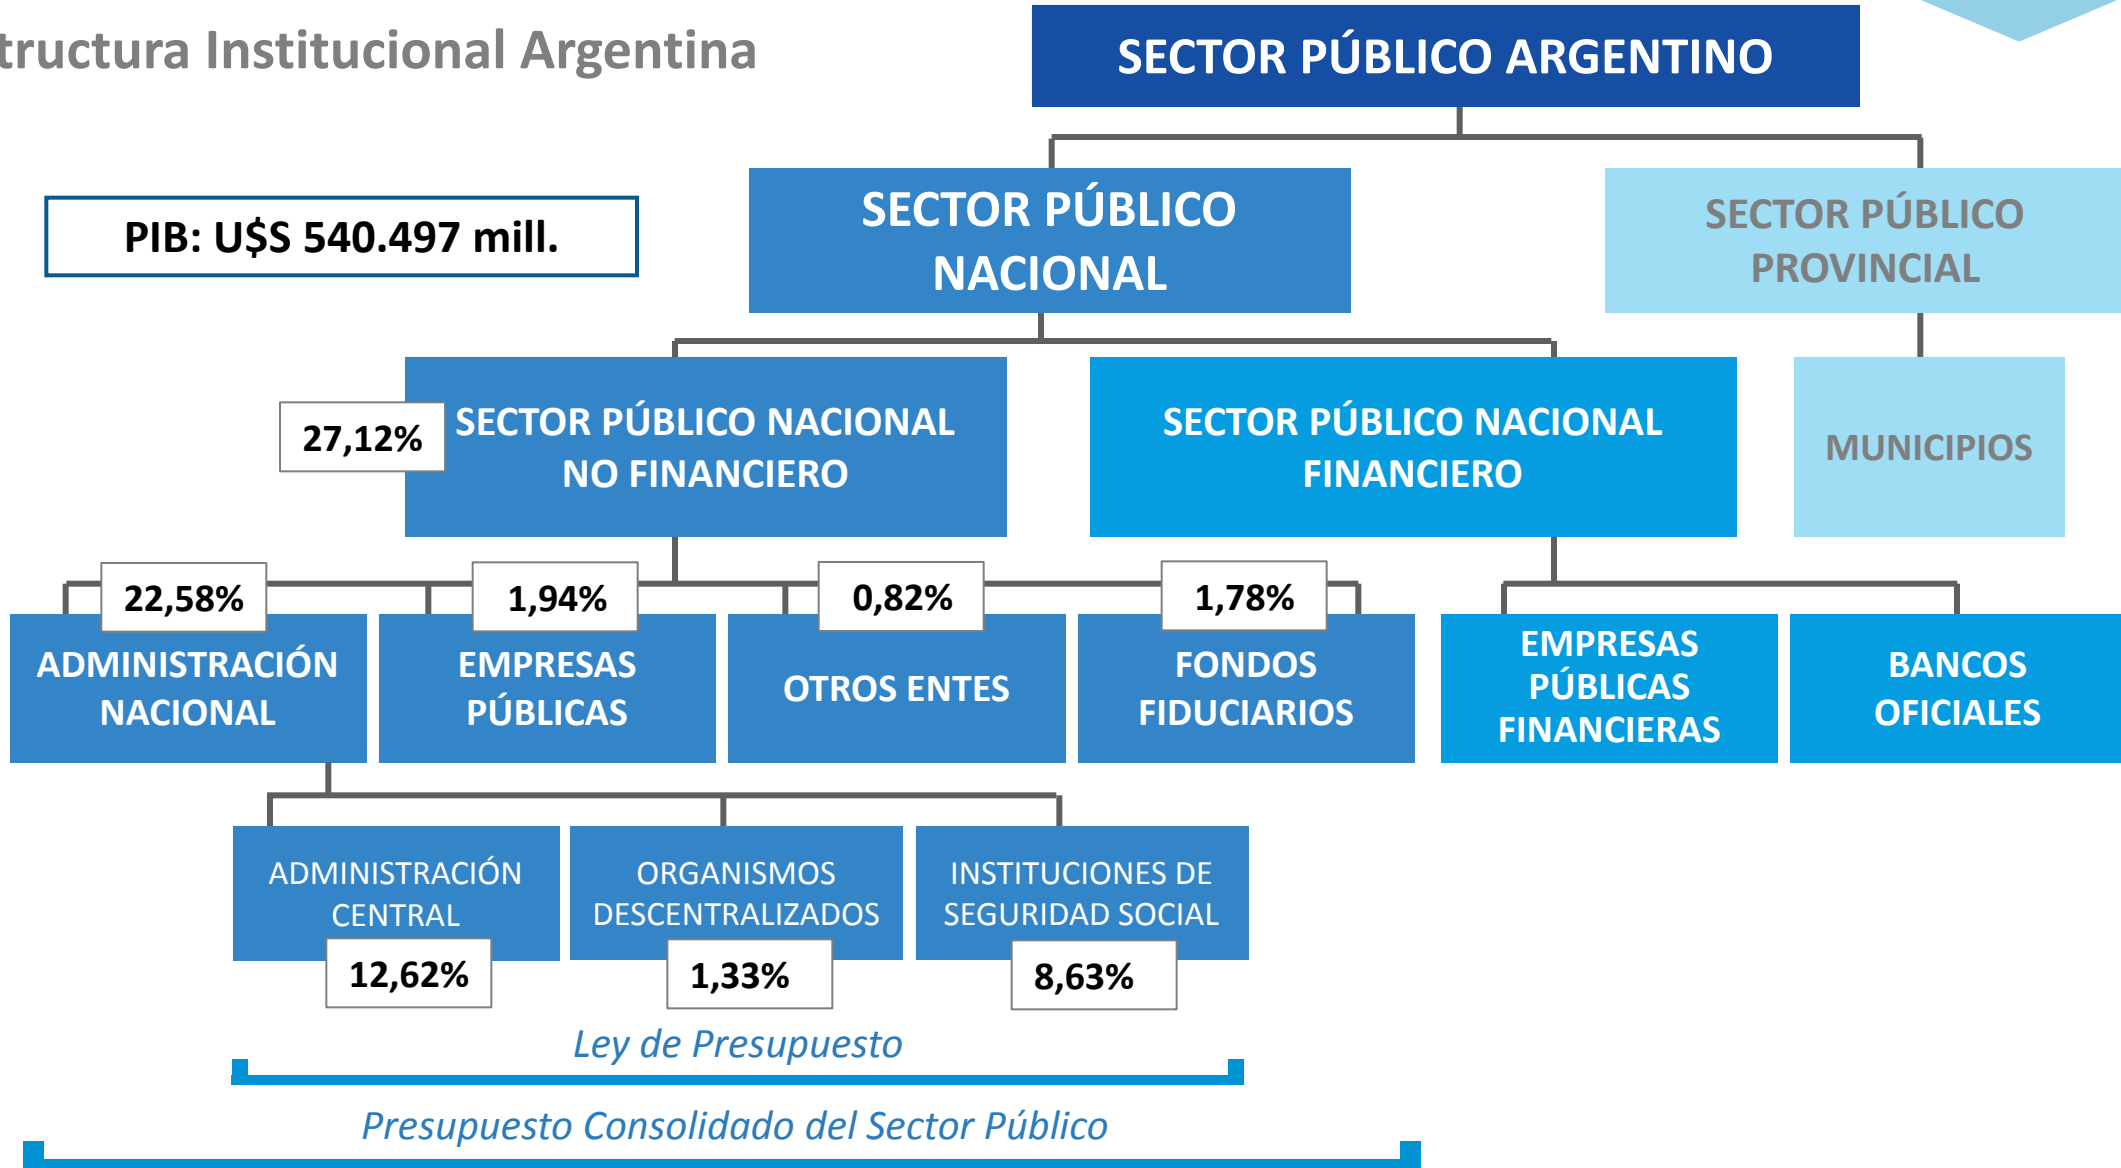 tructura Institucional Argentina
SECTOR PÚBLICO ARGENTINO
PIB: U$S 540.497 mill.
SECTOR PÚBLICO
NACIONAL
SECTOR PÚBLICO
PROVINCIAL
27,12%
SECTOR PÚBLICO NACIONAL
NO FINANCIERO
SECTOR PÚBLICO NACIONAL
FINANCIERO
MUNICIPIOS
22,58%
1,94%
0,82%
1,78%
ADMINISTRACIÓN
NACIONAL
EMPRESAS
PÚBLICAS
OTROS ENTES
FONDOS
FIDUCIARIOS
EMPRESAS
PÚBLICAS
FINANCIERAS
BANCOS
OFICIALES
ADMINISTRACIÓN
CENTRAL
ORGANISMOS
DESCENTRALIZADOS
INSTITUCIONES DE
SEGURIDAD SOCIAL
12,62%
1,33%
8,63%
Ley de Presupuesto
Presupuesto Consolidado del Sector Público